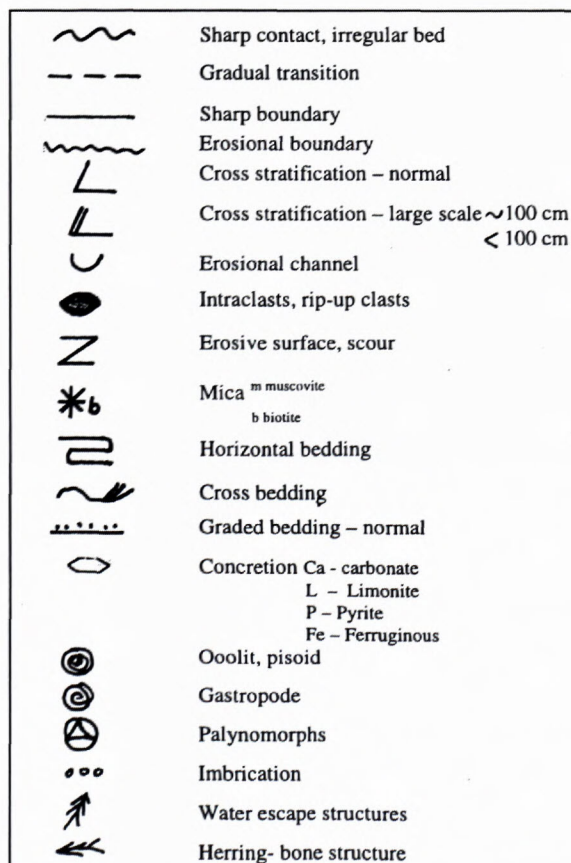 Sharp contact, irregular bed
Gradual transition
Sharp boundary
Erosional boundary
Cross stratification – normal
Cross stratification – large scale ~100 cm
< 100 cm
Erosional channel
Intraclasts, rip-up clasts
Erosive surface, scour
b Mica m muscovite
b biotite
Horizontal bedding
Cross bedding
Graded bedding – normal
Concretion Ca - carbonate
L – Limonite
P – Pyrite
Fe – Ferruginous
Ooolit, pisoid
Gastropode
Palynomorphs
Imbrication
Water escape structures
Herring- bone structure